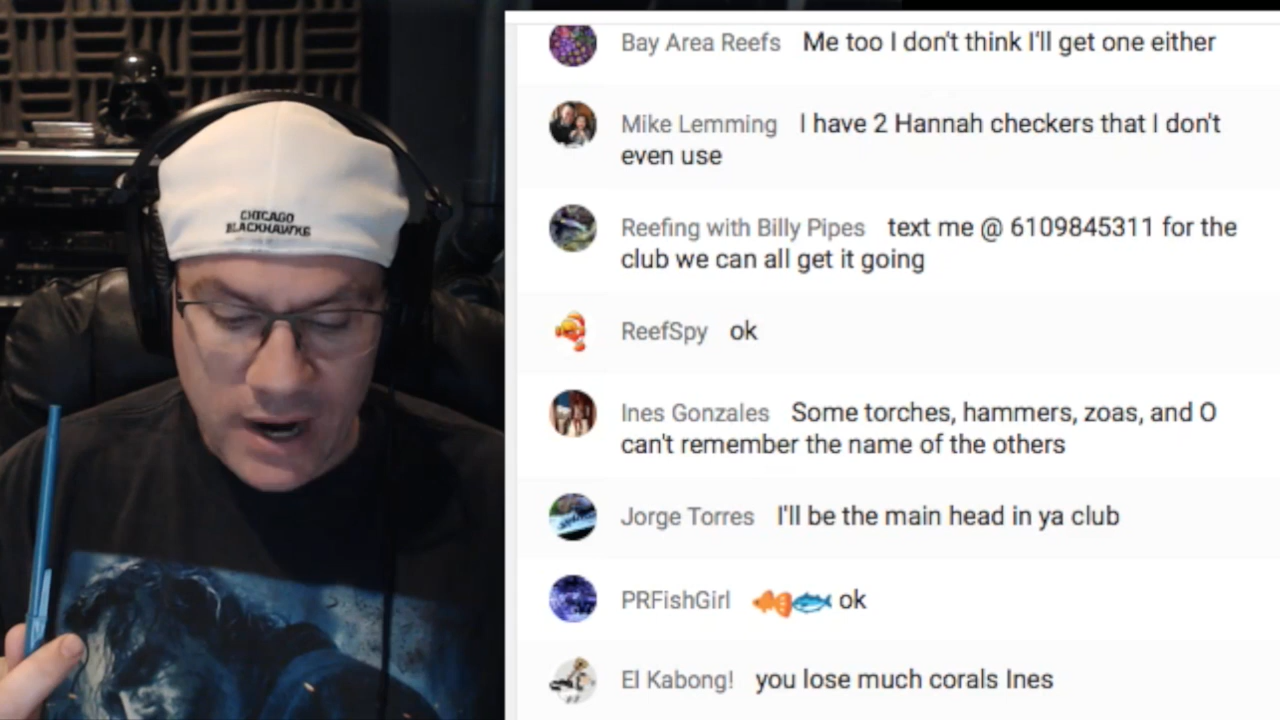 CHICAGO
BLACKHAWKS
Bay Area Reefs Me too I don't think I'll get one either
Mike Lemming I have 2 Hannah checkers that I don't
even use
Reefing with Billy Pipes text me @ 6109845311 for the
club we can all get it going
ReefSpy ok
Ines Gonzales Some torches, hammers, zoas, and O
can't remember the name of the others
Jorge Torres I'll be the main head in ya club
PRFishGirl 🐠🐟 ok
El Kabong! you lose much corals Ines